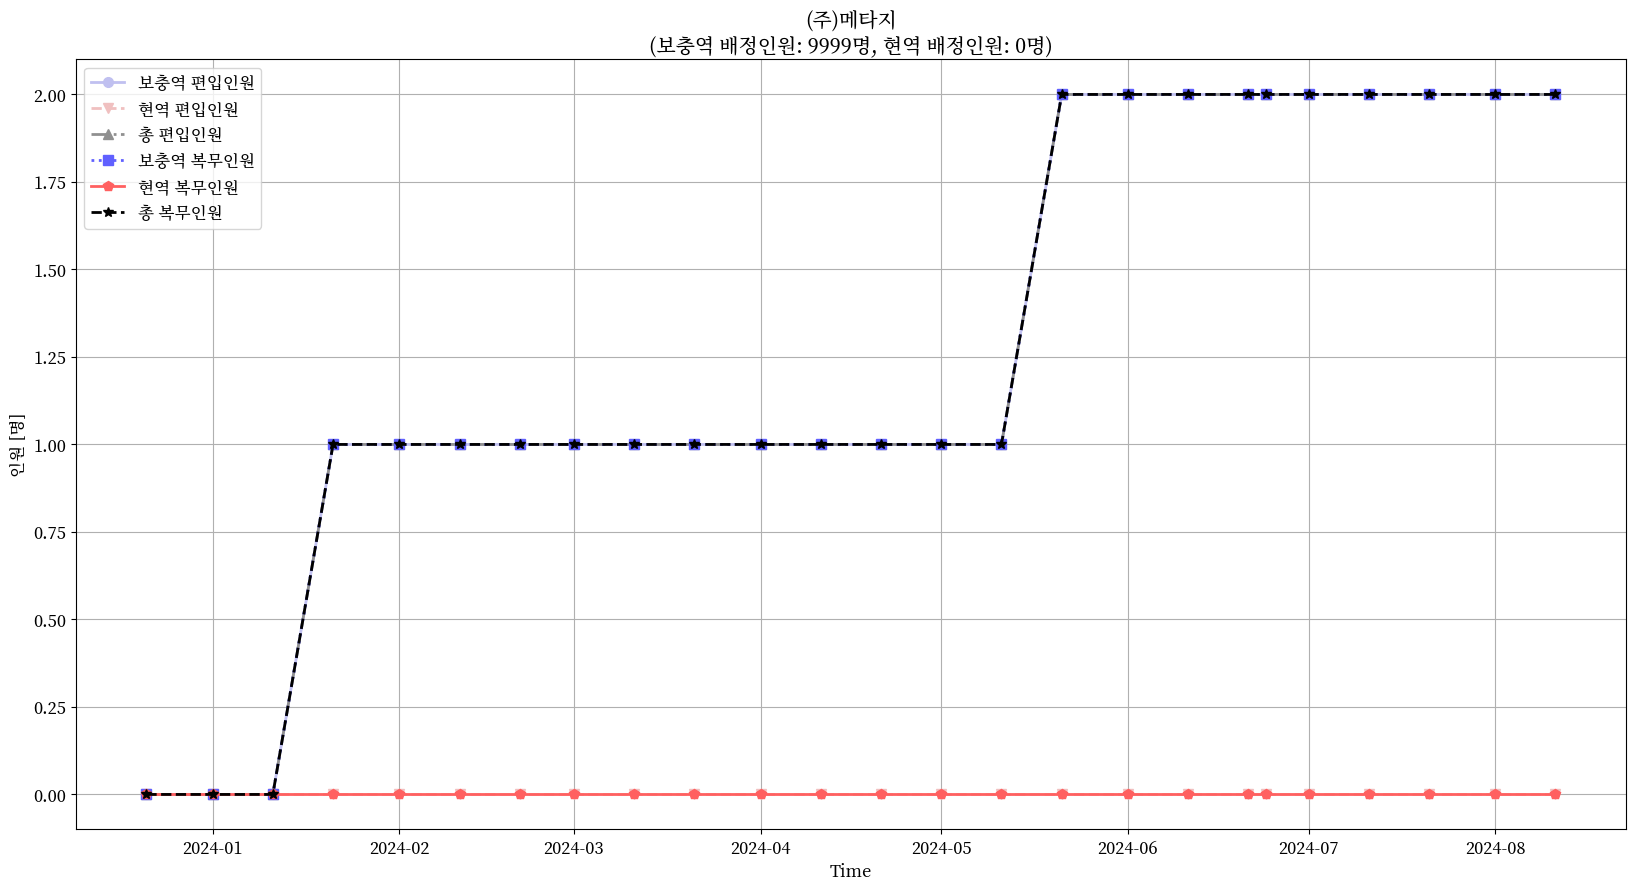 (주)메타지
(보충역 배정인원: 9999명, 현역 배정인원: 0명)
보충역 편입인원
현역 편입인원
총 편입인원
보충역 복무인원
현역 복무인원
총 복무인원
2.00
1.75
1.50
1.25
1.00
0.75
0.50
0.25
0.00
인원 [명]
2024-01
2024-02
2024-03
2024-04
2024-05
2024-06
2024-07
2024-08
Time